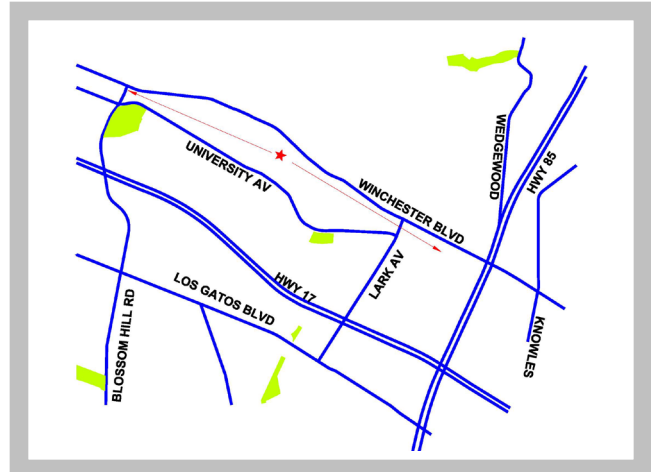 WEDGEWOOD
HWY 85
UNIVERSITY AV
WINCHESTER BLVD
LARK AV
HWY 17
LOS GATOS BLVD
BLOSSOM HILL RD
KNOWLES